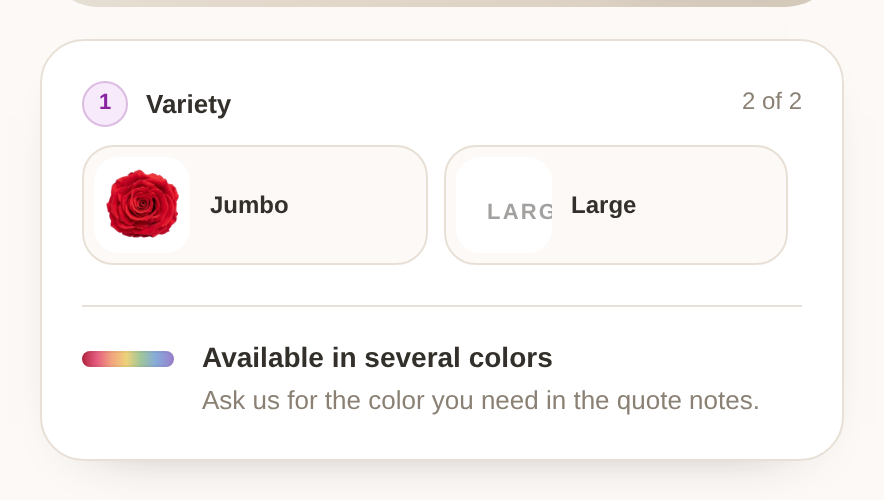 1 Variety 2 of 2
Jumbo LARG Large
Available in several colors
Ask us for the color you need in the quote notes.